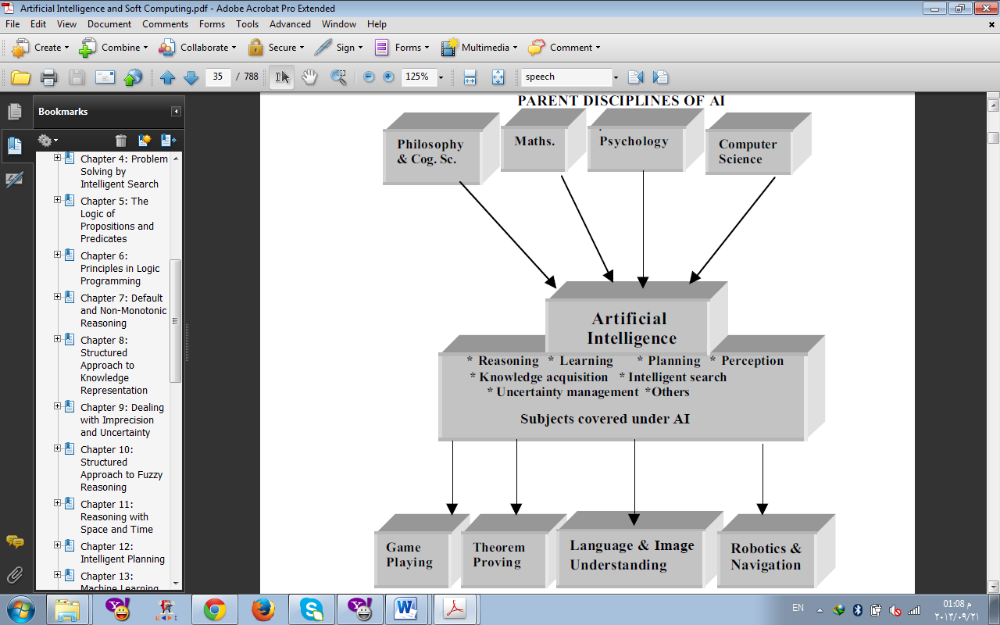 Artificial Intelligence and Soft Computing.pdf - Adobe Acrobat Pro Extended
File Edit View Document Comments Forms Tools Advanced Window Help
Create Combine Collaborate Secure Sign Forms Multimedia Comment
35 / 788 125% speech
Bookmarks
Chapter 4: Problem
Solving by
Intelligent Search
Chapter 5: The
Logic of
Propositions and
Predicates
Chapter 6:
Principles in Logic
Programming
Chapter 7: Default
and Non-Monotonic
Reasoning
Chapter 8:
Structured
Approach to
Knowledge
Representation
Chapter 9: Dealing
with Imprecision
and Uncertainty
Chapter 10:
Structured
Approach to Fuzzy
Reasoning
Chapter 11:
Reasoning with
Space and Time
Chapter 12:
Intelligent Planning
Chapter 13:
Machine Learning
PARENT DISCIPLINES OF AI
Philosophy
& Cog. Sc.
Maths.
Psychology
Computer
Science
Artificial
Intelligence
* Reasoning * Learning * Planning * Perception
* Knowledge acquisition * Intelligent search
* Uncertainty management *Others
Subjects covered under AI
Game
Playing
Theorem
Proving
Language & Image
Understanding
Robotics &
Navigation
EN
01:08 م
٢٠١٣/٠٩/٢١